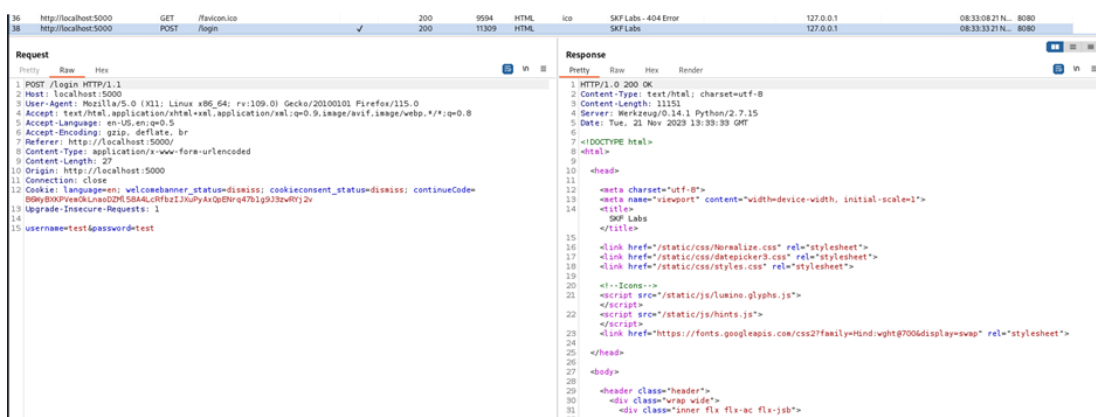 36 http://localhost:5000 GET /favicon.ico 200 9594 HTML ico SKF Labs - 404 Error 127.0.0.1 08:33:08 21 N... 8080
38 http://localhost:5000 POST /login ✓ 200 11309 HTML SKF Labs 127.0.0.1 08:33:33 21 N... 8080
Request
Pretty Raw Hex
\n
1 POST /login HTTP/1.1
2 Host: localhost:5000
3 User-Agent: Mozilla/5.0 (X11; Linux x86_64; rv:109.0) Gecko/20100101 Firefox/115.0
4 Accept: text/html,application/xhtml+xml,application/xml;q=0.9,image/avif,image/webp,*/*;q=0.8
5 Accept-Language: en-US,en;q=0.5
6 Accept-Encoding: gzip, deflate, br
7 Referer: http://localhost:5000/
8 Content-Type: application/x-www-form-urlencoded
9 Content-Length: 27
10 Origin: http://localhost:5000
11 Connection: close
12 Cookie: language=en; welcomebanner_status=dismiss; cookieconsent_status=dismiss; continueCode=
13 Upgrade-Insecure-Requests: 1
14
15 username=test&password=test
Response
Pretty Raw Hex Render
\n
1 HTTP/1.0 200 OK
2 Content-Type: text/html; charset=utf-8
3 Content-Length: 11151
4 Server: Werkzeug/0.14.1 Python/2.7.15
5 Date: Tue, 21 Nov 2023 13:33:33 GMT
6
7 <!DOCTYPE html>
8 <html>
9
10 <head>
11
12 <meta charset="utf-8">
13 <meta name="viewport" content="width=device-width, initial-scale=1">
14 <title>
SKF Labs
</title>
15
16 <link href="/static/css/Normalize.css" rel="stylesheet">
17 <link href="/static/css/datepicker3.css" rel="stylesheet">
18 <link href="/static/css/styles.css" rel="stylesheet">
19
20 <!--Icons-->
21 <script src="/static/js/lumino.glyphs.js">
</script>
22 <script src="/static/js/hints.js">
</script>
23 <link href="https://fonts.googleapis.com/css2?family=Hind:wght@700&display=swap" rel="stylesheet">
24
25 </head>
26
27 <body>
28
29 <header class="header">
30 <div class="wrap wide">
31 <div class="inner flx flx-ac flx-jsb">